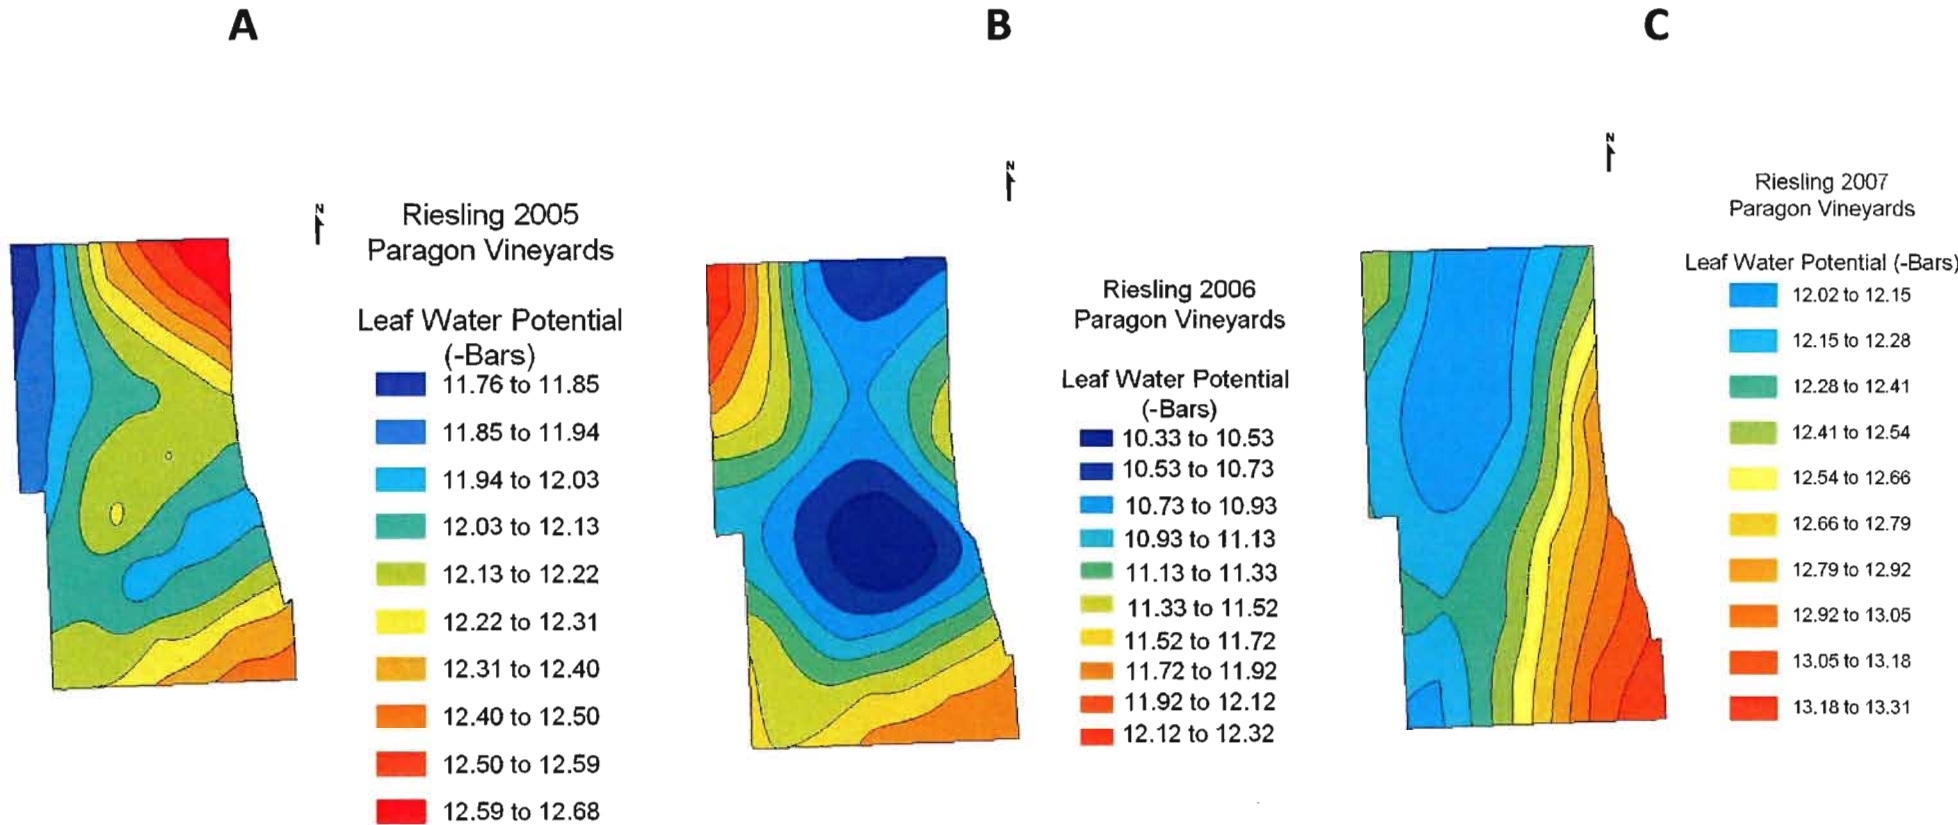 A
B
C
N
Riesling 2005
Paragon Vineyards
Leaf Water Potential
(-Bars)
11.76 to 11.85
11.85 to 11.94
11.94 to 12.03
12.03 to 12.13
12.13 to 12.22
12.22 to 12.31
12.31 to 12.40
12.40 to 12.50
12.50 to 12.59
12.59 to 12.68
N
Riesling 2006
Paragon Vineyards
Leaf Water Potential
(-Bars)
10.33 to 10.53
10.53 to 10.73
10.73 to 10.93
10.93 to 11.13
11.13 to 11.33
11.33 to 11.52
11.52 to 11.72
11.72 to 11.92
11.92 to 12.12
12.12 to 12.32
N
Riesling 2007
Paragon Vineyards
Leaf Water Potential (-Bars)
12.02 to 12.15
12.15 to 12.28
12.28 to 12.41
12.41 to 12.54
12.54 to 12.66
12.66 to 12.79
12.79 to 12.92
12.92 to 13.05
13.05 to 13.18
13.18 to 13.31